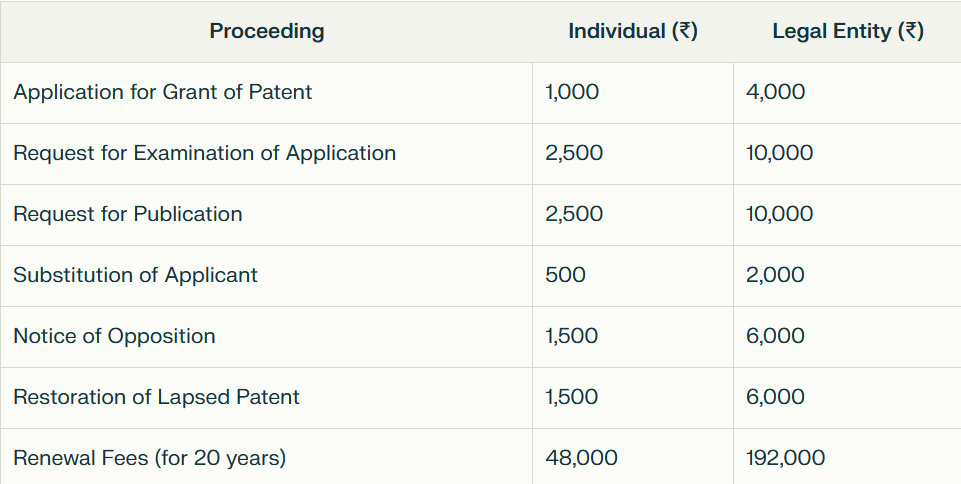 Proceeding Individual (₹) Legal Entity (₹)
Application for Grant of Patent 1,000 4,000
Request for Examination of Application 2,500 10,000
Request for Publication 2,500 10,000
Substitution of Applicant 500 2,000
Notice of Opposition 1,500 6,000
Restoration of Lapsed Patent 1,500 6,000
Renewal Fees (for 20 years) 48,000 192,000